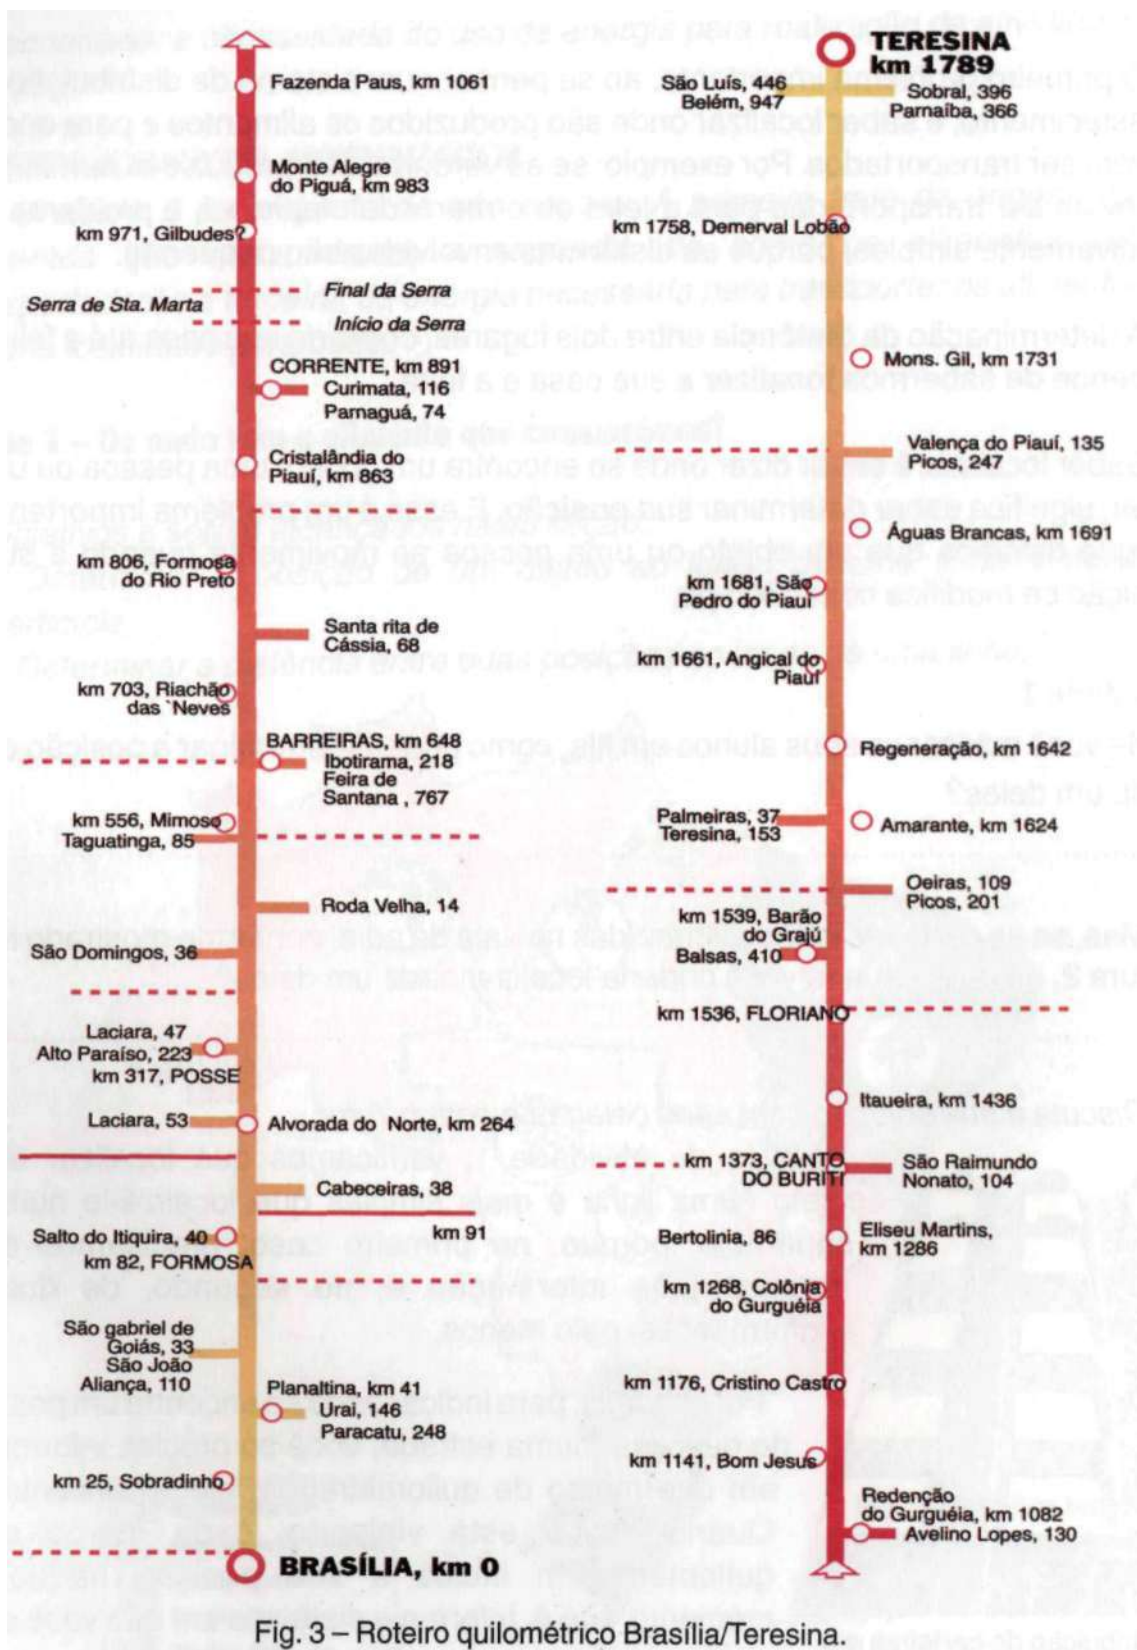 Fazenda Paus, km 1061
Monte Alegre
do Piguá, km 983
km 971, Gilbudes?
Final da Serra
Serra de Sta. Marta
Início da Serra
CORRENTE, km 891
Curimata, 116
Parnaguá, 74
Cristalândia do
Piauí, km 863
km 806, Formosa
do Rio Preto
Santa rita de
Cássia, 68
km 703, Riachão
das `Neves
BARREIRAS, km 648
Ibotirama, 218
Feira de
Santana , 767
km 556, Mimoso
Taguatinga, 85
Roda Velha, 14
São Domingos, 36
Laciara, 47
Alto Paraíso, 223
km 317, POSSE
Laciara, 53
Alvorada do Norte, km 264
Cabeceiras, 38
km 91
Salto do Itiquira, 40
km 82, FORMOSA
São gabriel de
Goiás, 33
São João
Aliança, 110
Planaltina, km 41
Urai, 146
Paracatu, 248
km 25, Sobradinho
BRASÍLIA, km 0
TERESINA
km 1789
São Luís, 446
Belém, 947
Sobral, 396
Parnaíba, 366
km 1758, Demerval Lobão
Mons. Gil, km 1731
Valença do Piauí, 135
Picos, 247
Águas Brancas, km 1691
km 1681, São
Pedro do Piauí
km 1661, Angical do
Piauí
Regeneração, km 1642
Palmeiras, 37
Teresina, 153
Amarante, km 1624
Oeiras, 109
Picos, 201
km 1539, Barão
do Grajú
Balsas, 410
km 1536, FLORIANO
Itaueira, km 1436
km 1373, CANTO
DO BURITI
São Raimundo
Nonato, 104
Bertolinia, 86
Eliseu Martins,
km 1286
km 1268, Colônia
do Gurguéia
km 1176, Cristino Castro
km 1141, Bom Jesus
Redenção
do Gurguéia, km 1082
Avelino Lopes, 130
Fig. 3 – Roteiro quilométrico Brasília/Teresina.